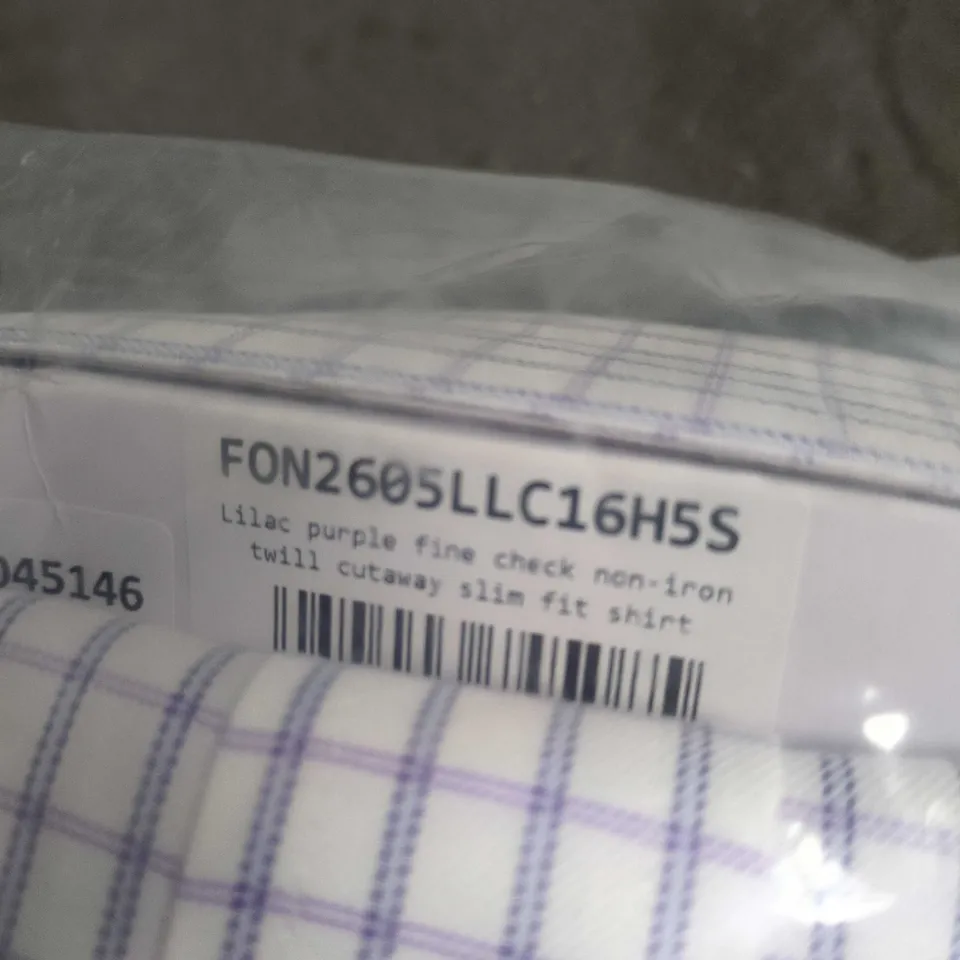 FON2605LLC16H5S
Lilac purple fine check non-iron
twill cutaway slim fit shirt
045146